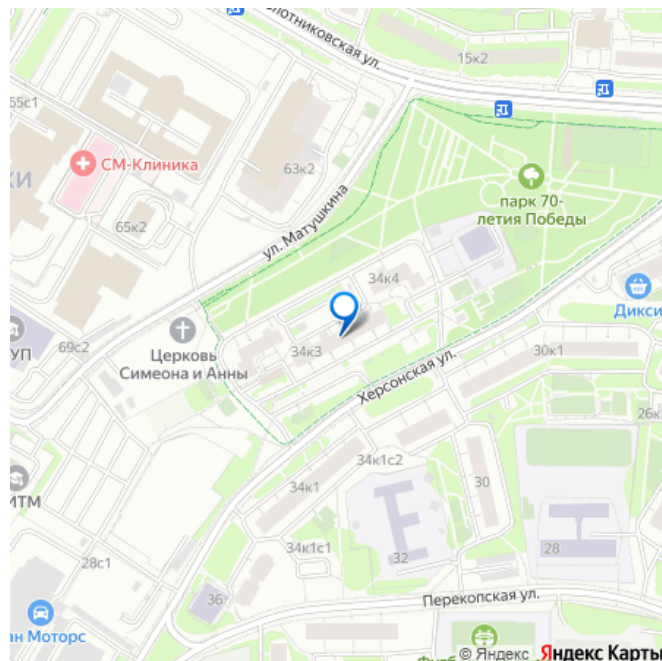 лотниковская ул.
15к2
65с1
СМ-Клиника
63к2
КИ
парк 70-
летия Победы
65к2
ул. Матушкина
34к4
Дикси
УП
69с2
Церковь
Симеона и Анны
34к3
30к1
Херсонская ул.
26к
34к1с2
34к1
30
ИТМ
34к1с1
32
28
28с1
36
Перекопская ул.
ан Моторс
© Яндекс Яндекс Карты